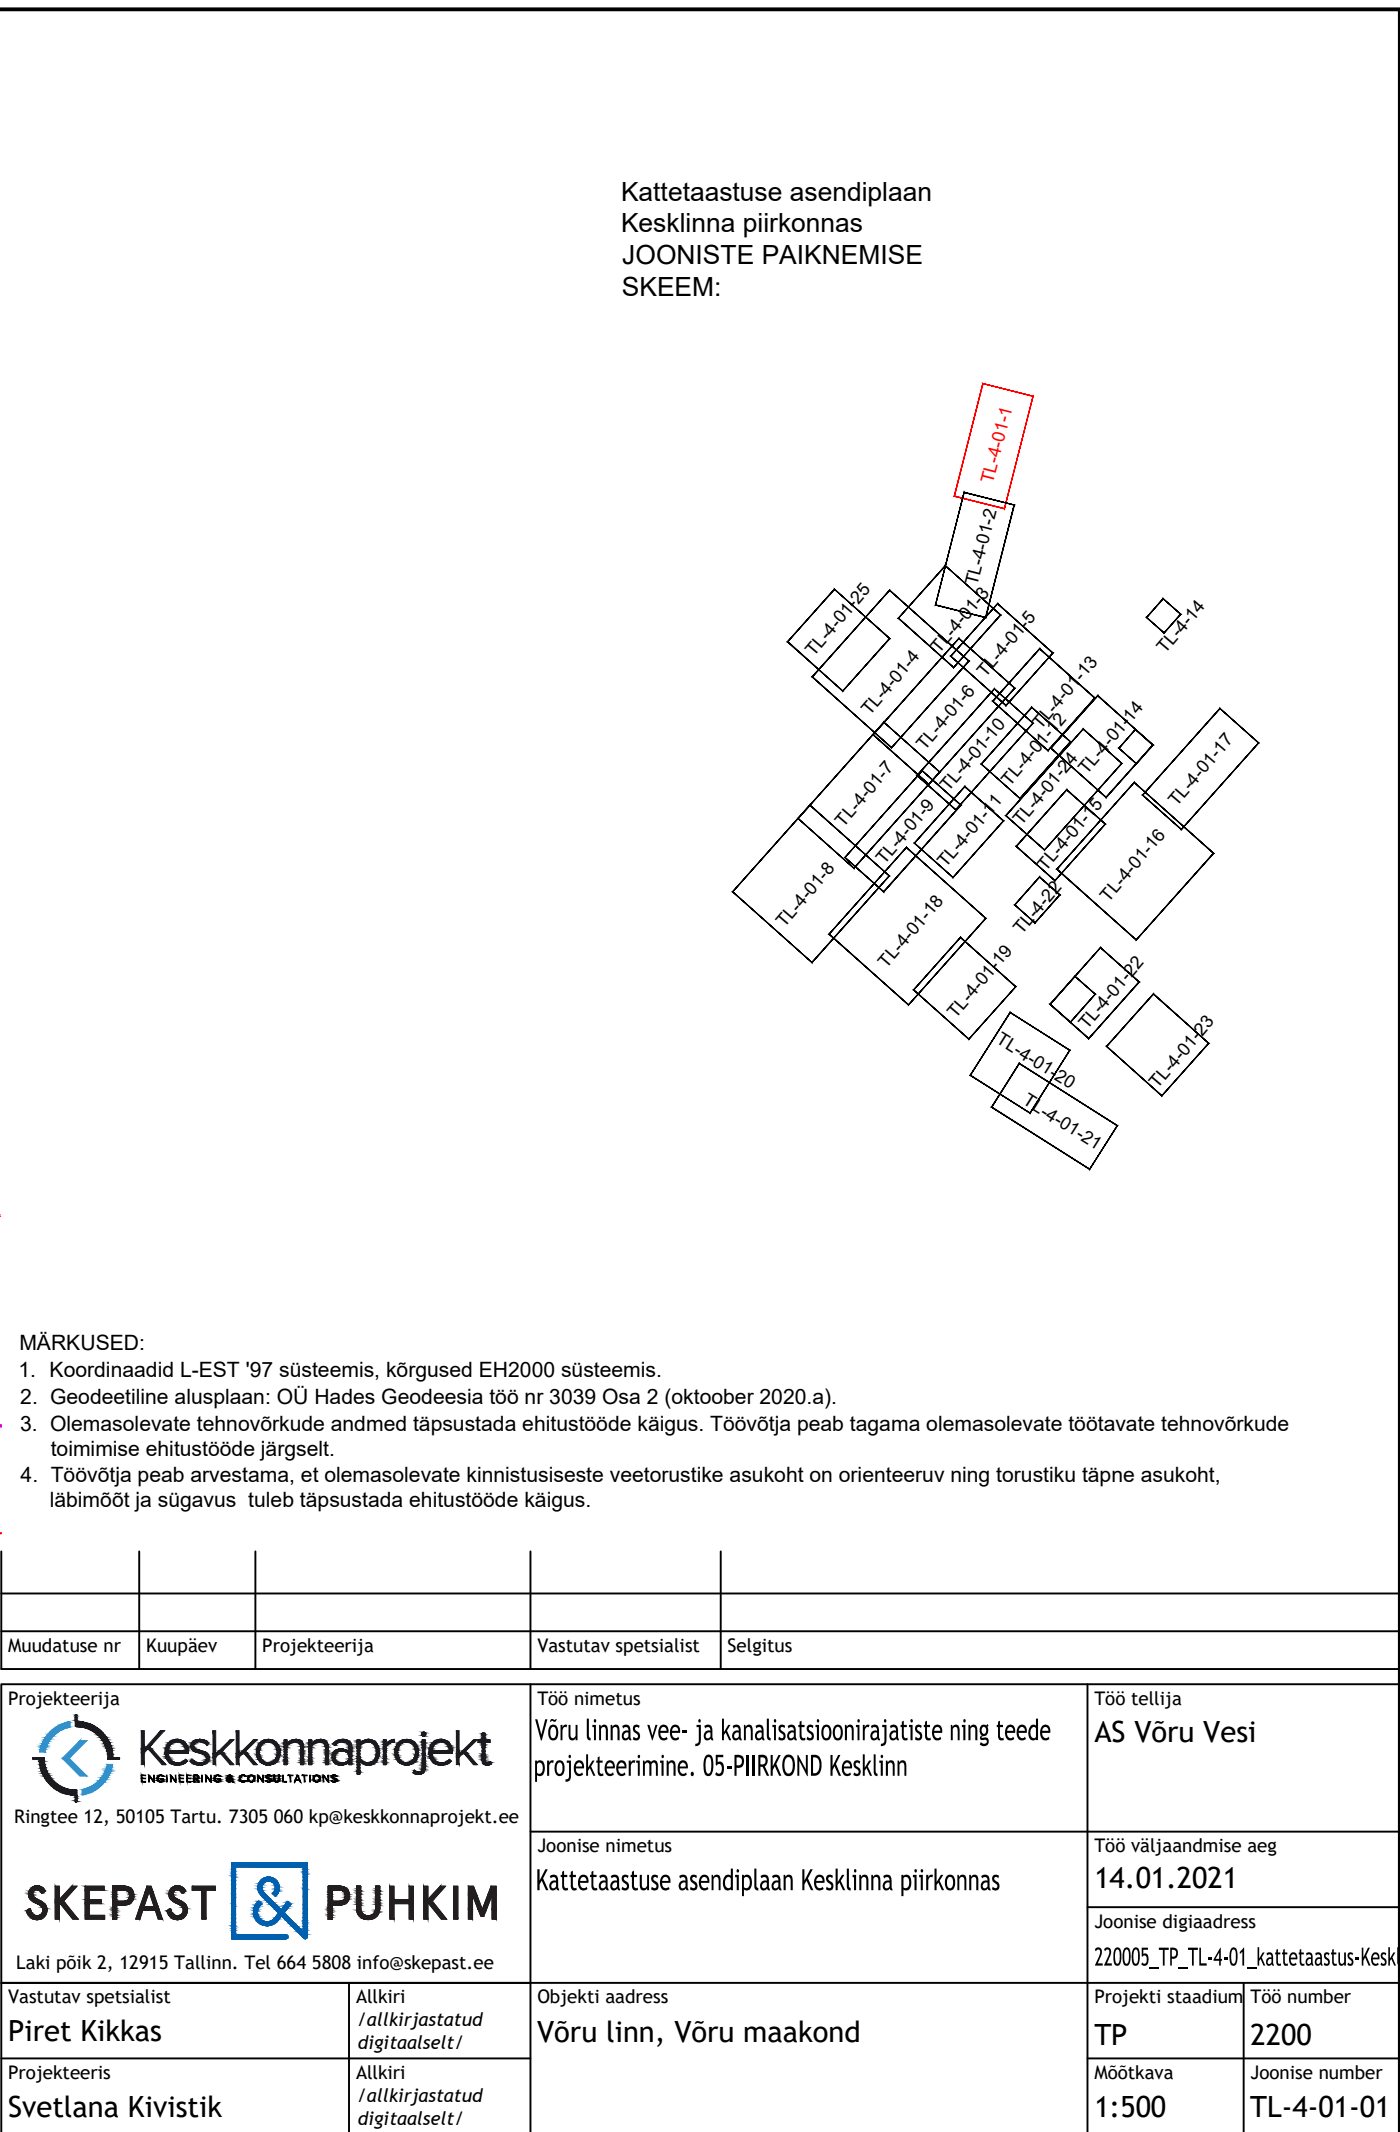 Kattetaastuse asendiplaan
Kesklinna piirkonnas
JOONISTE PAIKNEMISE
SKEEM:
TL-4-01-1
TL-4-01-2
TL-4-01-3
TL-4-01-25
TL-4-01-5
TL-4-14
TL-4-01-4
TL-4-01-6
TL-4-01-13
TL-4-01-10
TL-4-01-12
TL-4-01-14
TL-4-01-17
TL-4-01-7
TL-4-01-24
TL-4-01-9
TL-4-01-11
TL-4-01-15
TL-4-01-16
TL-4-01-8
TL-4-22
TL-4-01-18
TL-4-01-19
TL-4-01-22
TL-4-01-23
TL-4-01-20
TL-4-01-21
MÄRKUSED:
1. Koordinaadid L-EST '97 süsteemis, kõrgused EH2000 süsteemis.
2. Geodeetiline alusplaan: OÜ Hades Geodeesia töö nr 3039 Osa 2 (oktoober 2020.a).
3. Olemasolevate tehnovõrkude andmed täpsustada ehitustööde käigus. Töövõtja peab tagama olemasolevate töötavate tehnovõrkude
toimimise ehitustööde järgselt.
4. Töövõtja peab arvestama, et olemasolevate kinnistusiseste veetorustike asukoht on orienteeruv ning torustiku täpne asukoht,
läbimõõt ja sügavus tuleb täpsustada ehitustööde käigus.
Muudatuse nr Kuupäev Projekteerija Vastutav spetsialist Selgitus
Projekteerija
Keskkonnaprojekt
ENGINEERING & CONSULTATIONS
Ringtee 12, 50105 Tartu. 7305 060 kp@keskkonnaprojekt.ee
SKEPAST & PUHKIM
Laki põik 2, 12915 Tallinn. Tel 664 5808 info@skepast.ee
Töö nimetus
Võru linnas vee- ja kanalisatsioonirajatiste ning teede
projekteerimine. 05-PIIRKOND Kesklinn
Töö tellija
AS Võru Vesi
Joonise nimetus
Kattetaastuse asendiplaan Kesklinna piirkonnas
Töö väljaandmise aeg
14.01.2021
Joonise digiaadress
220005_TP_TL-4-01_kattetaastus-Keskl
Vastutav spetsialist
Piret Kikkas
Allkiri
/allkirjastatud
digitaalselt/
Objekti aadress
Võru linn, Võru maakond
Projekti staadium
TP
Töö number
2200
Projekteeris
Svetlana Kivistik
Allkiri
/allkirjastatud
digitaalselt/
Mõõtkava
1:500
Joonise number
TL-4-01-01